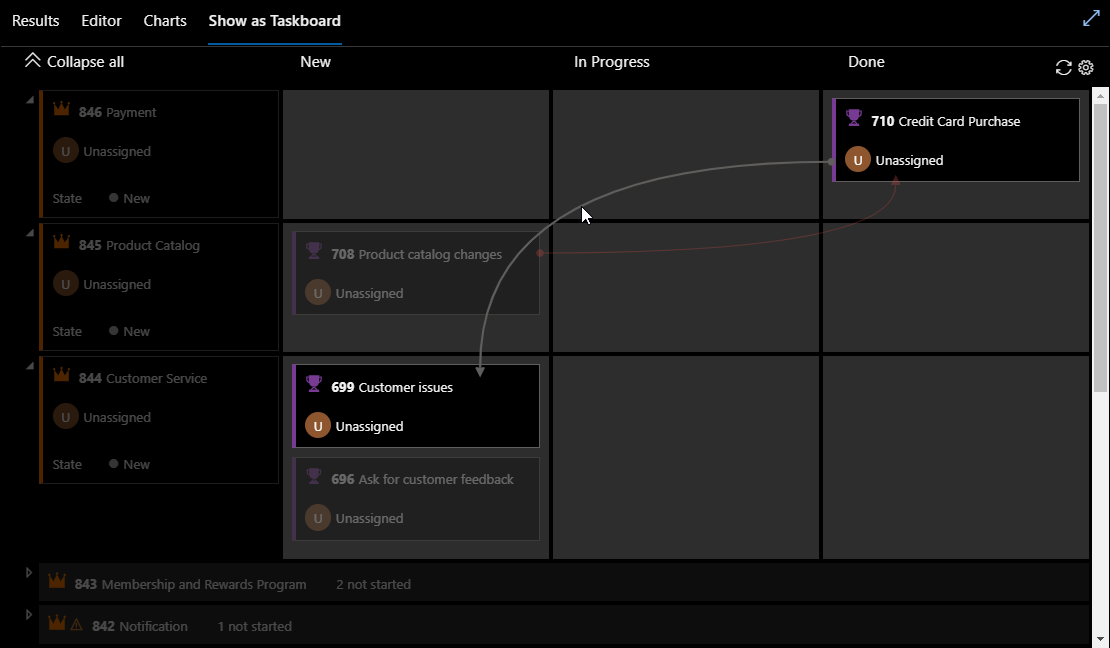 Results Editor Charts Show as Taskboard
Collapse all New In Progress Done
846 Payment
U Unassigned
State New
710 Credit Card Purchase
U Unassigned
845 Product Catalog
U Unassigned
State New
708 Product catalog changes
U Unassigned
844 Customer Service
U Unassigned
State New
699 Customer issues
U Unassigned
696 Ask for customer feedback
U Unassigned
843 Membership and Rewards Program 2 not started
842 Notification 1 not started